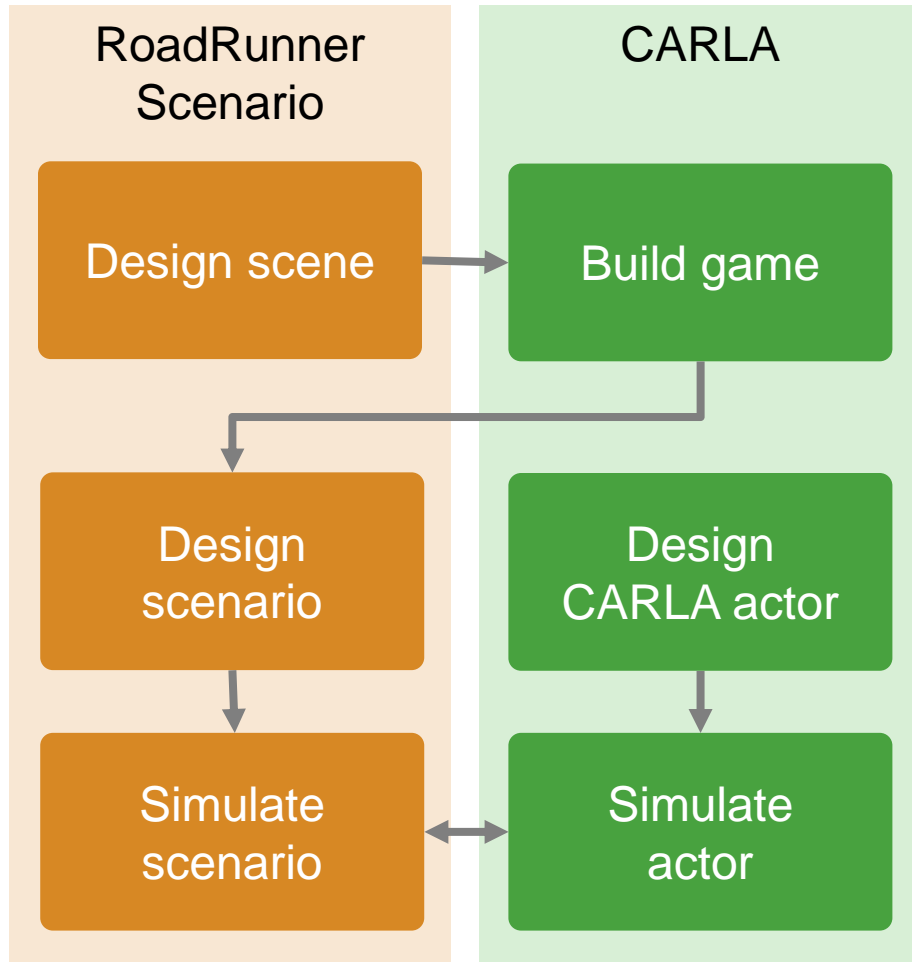 RoadRunner
Scenario
CARLA
Design scene
Build game
Design
scenario
Design
CARLA actor
Simulate
scenario
Simulate
actor